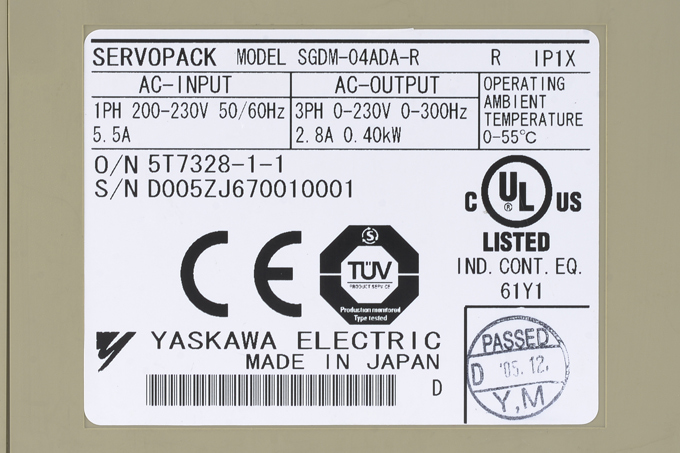 SERVOPACK MODEL SGDM-04ADA-R R IP1X
AC-INPUT
1PH 200-230V 50/60Hz
5.5A
AC-OUTPUT
3PH 0-230V 0-300Hz
2.8A 0.40kW
OPERATING
AMBIENT
TEMPERATURE
0-55℃
O/N 5T7328-1-1
S/N D005ZJ670010001
C UL ® US
LISTED
IND. CONT. EQ.
61Y1
CE
S
TÜV
PRODUCT SERVICE
Production monitored
Type tested
YASKAWA ELECTRIC
MADE IN JAPAN
D
PASSED
D '05.12.
Y,M